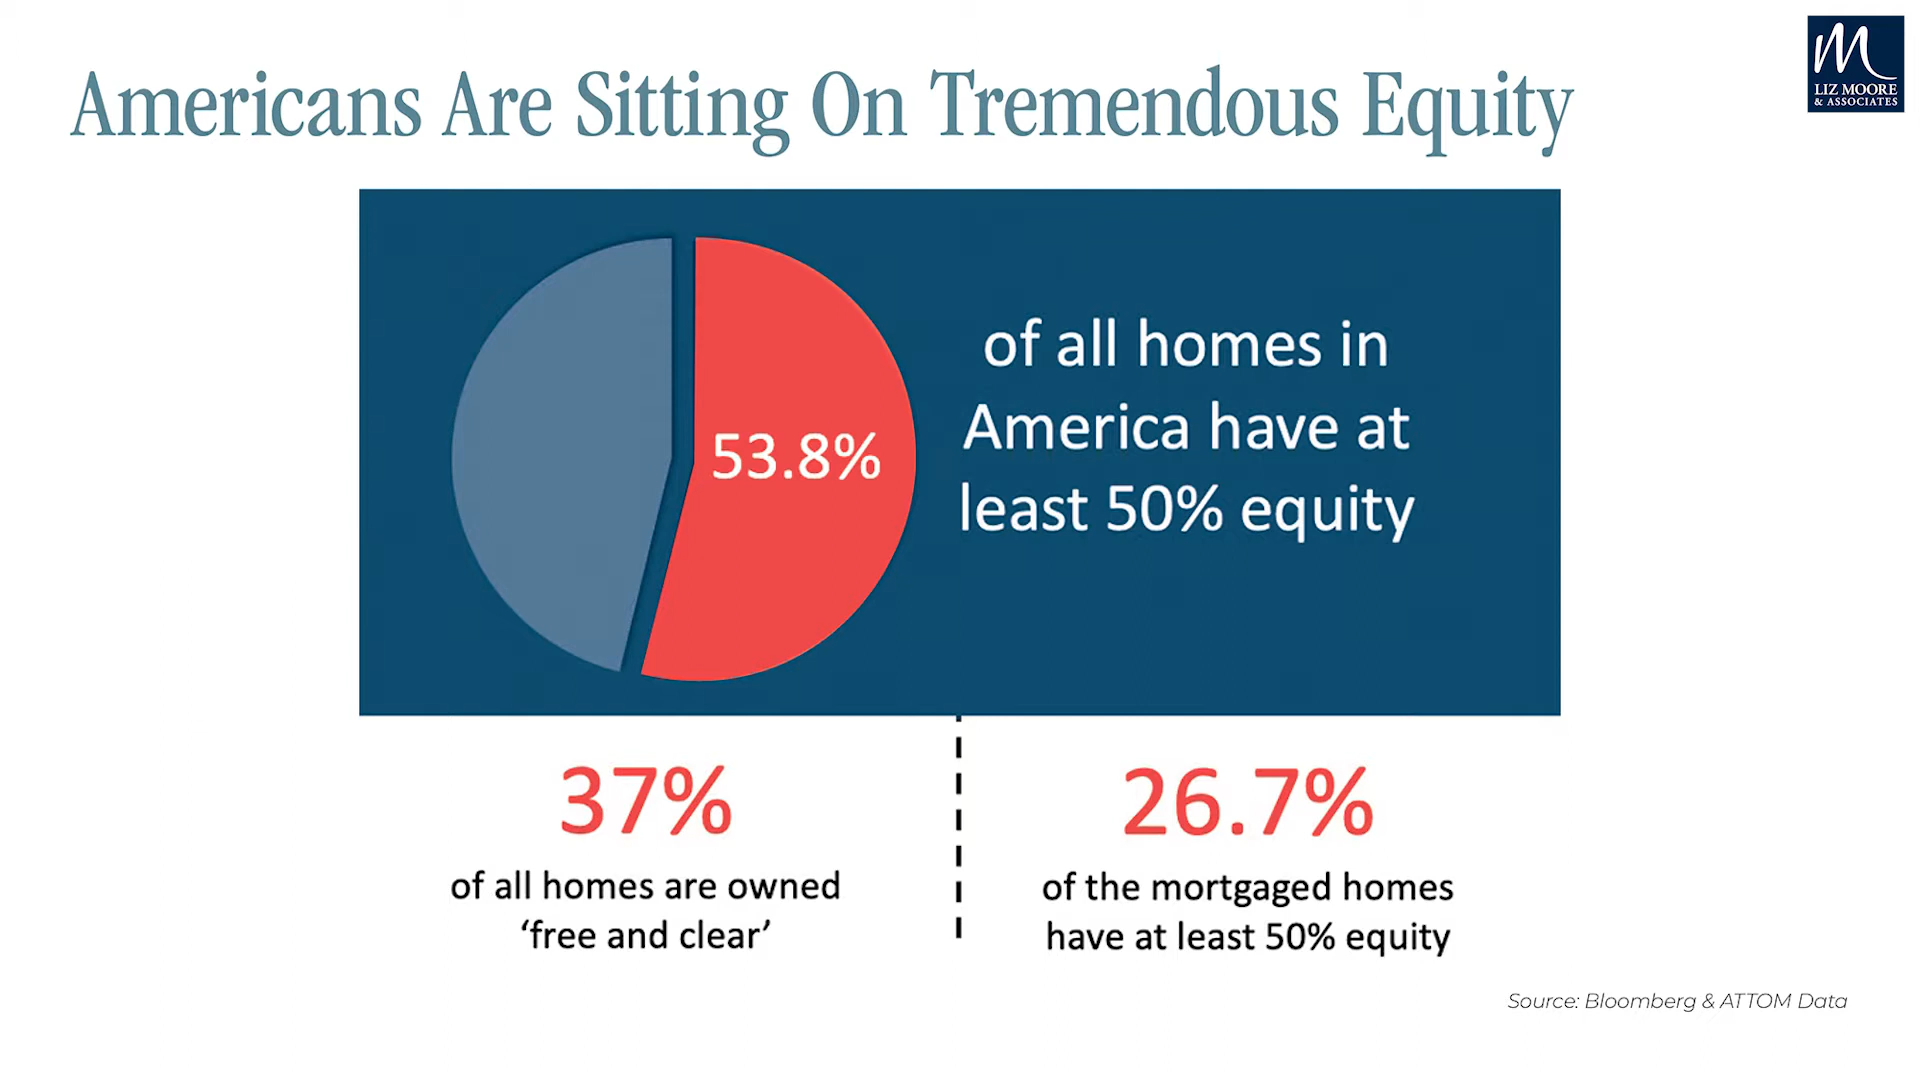 M
LIZ MOORE
& ASSOCIATES
Americans Are Sitting On Tremendous Equity
53.8%
of all homes in
America have at
least 50% equity
37%
of all homes are owned
‘free and clear’
26.7%
of the mortgaged homes
have at least 50% equity
Source: Bloomberg & ATTOM Data